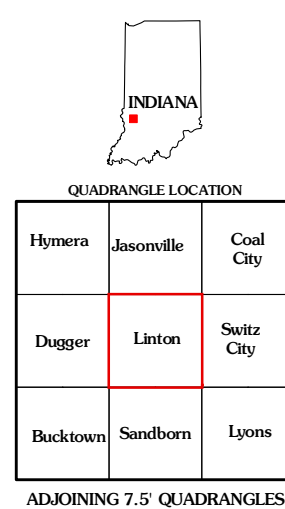 INDIANA
QUADRANGLE LOCATION
Hymera Jasonville Coal
City
Dugger Linton Switz
City
Bucktown Sandborn Lyons
ADJOINING 7.5' QUADRANGLES